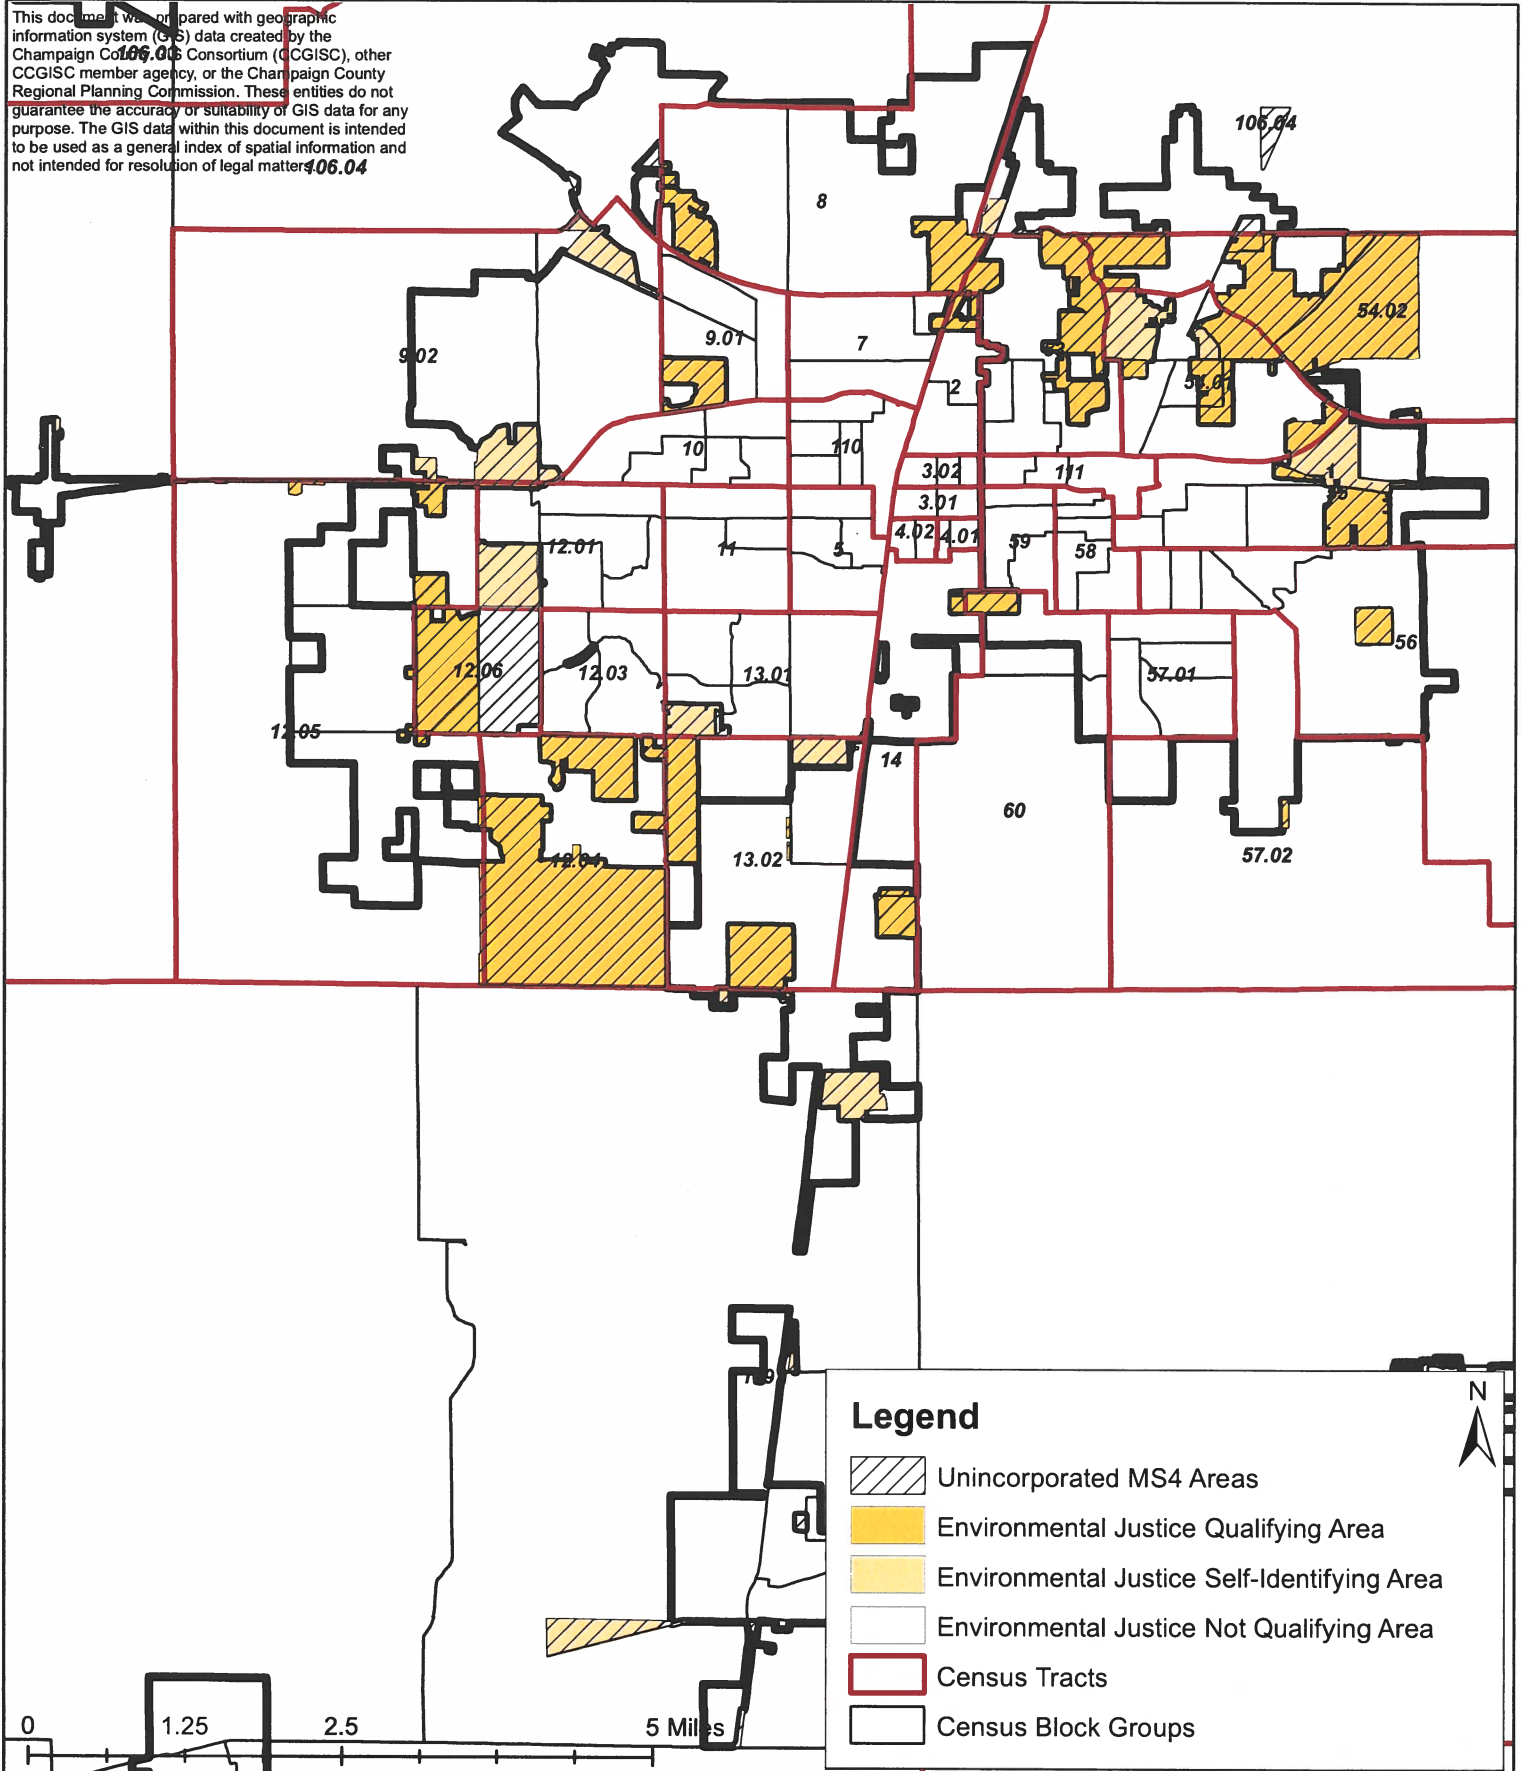 This document was prepared with geographic
information system (GIS) data created by the
Champaign County GIS Consortium (CCGISC), other
CCGISC member agency, or the Champaign County
Regional Planning Commission. These entities do not
guarantee the accuracy or suitability of GIS data for any
purpose. The GIS data within this document is intended
to be used as a general index of spatial information and
not intended for resolution of legal matters.
106.03
106.04
106.04
8
54.02
9.01
7
9.02
2
10
110
3.02
111
3.01
4.02
4.01
12.01
11
5
59
58
56
12.06
12.03
13.01
57.01
12.05
14
60
12.04
13.02
57.02
Legend
N
Unincorporated MS4 Areas
Environmental Justice Qualifying Area
Environmental Justice Self-Identifying Area
Environmental Justice Not Qualifying Area
Census Tracts
Census Block Groups
0
1.25
2.5
5 Miles